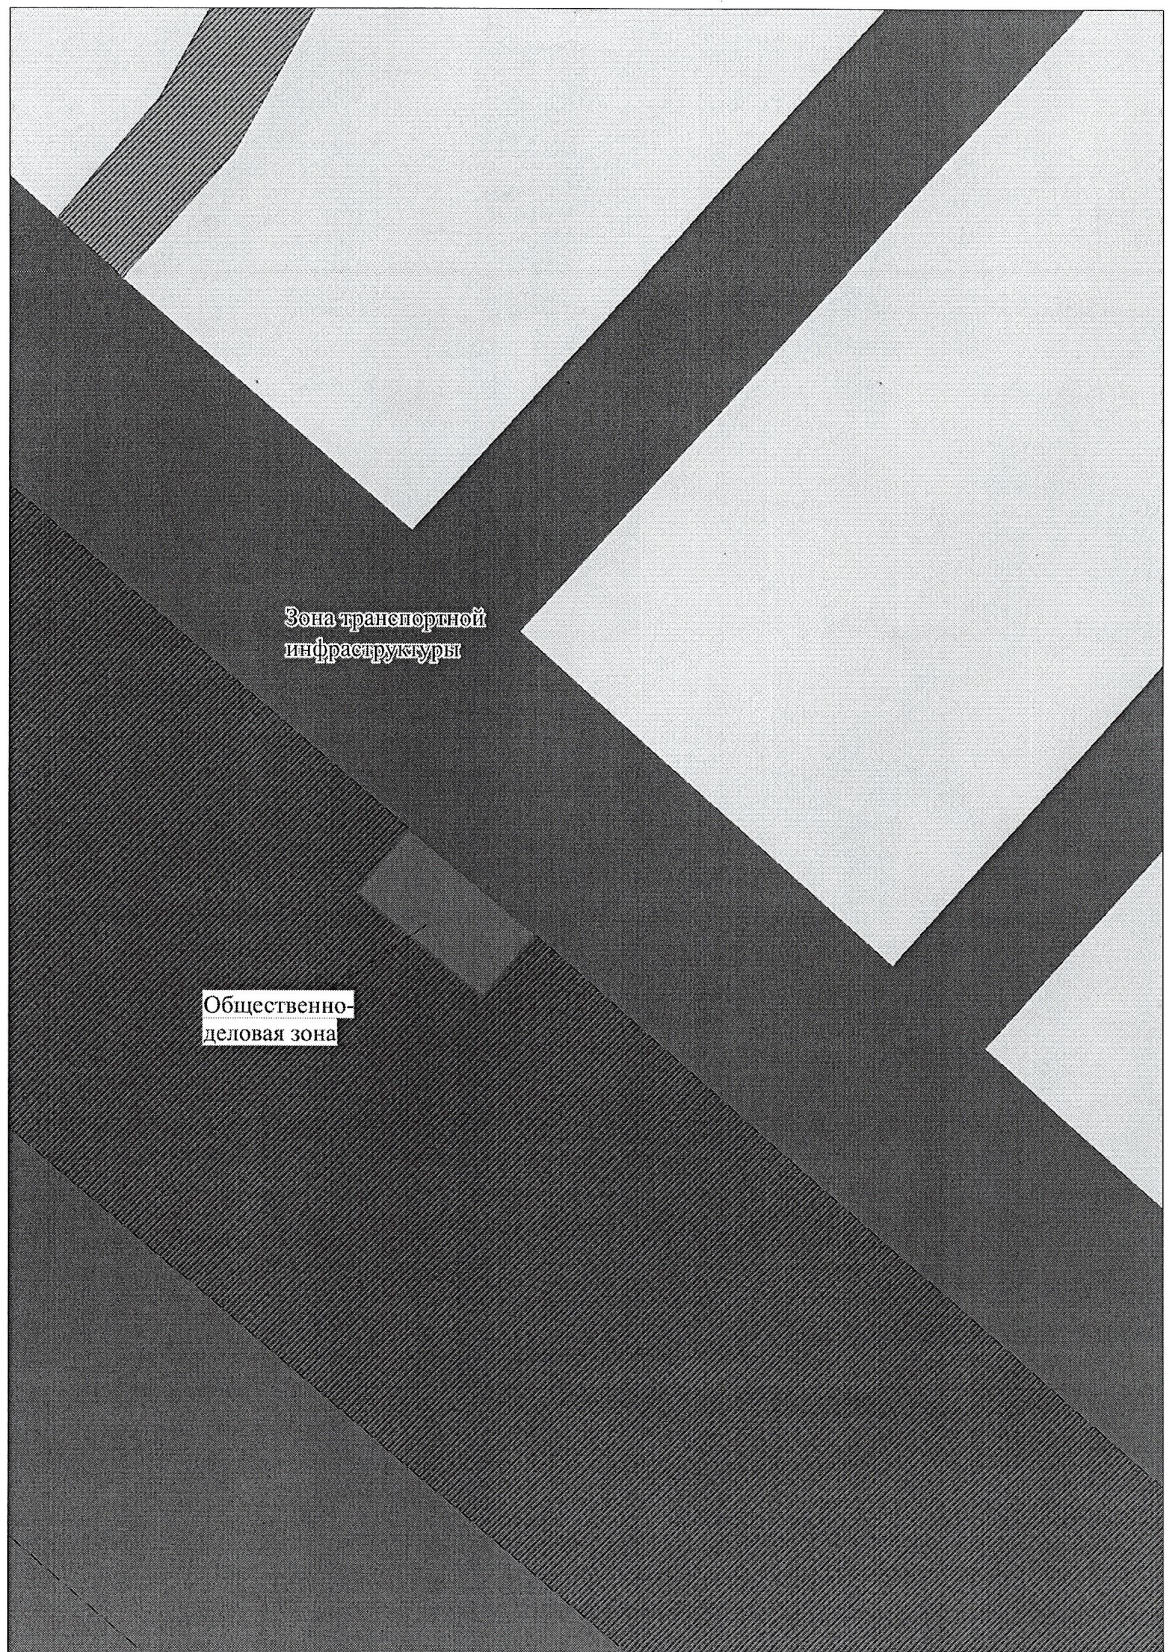 Зона транспортной
инфраструктуры
Общественно-
деловая зона